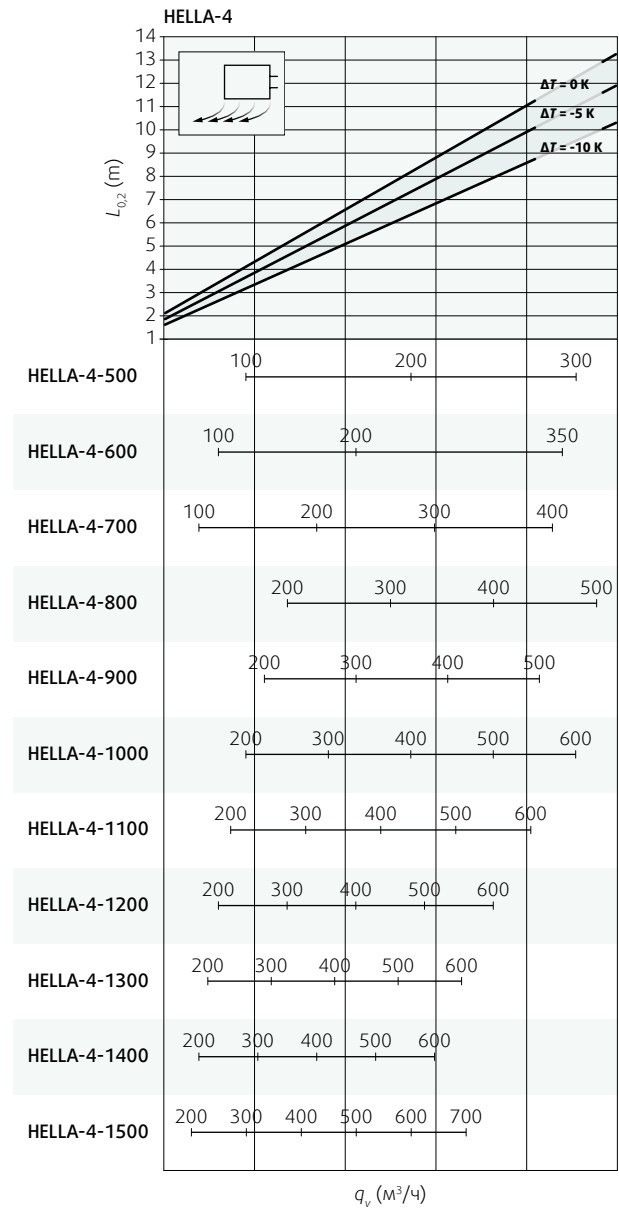 HELLA-4
14
13
12
11
10
9
8
7
6
5
4
3
2
1
L0,2 (m)
ΔT = 0 K
ΔT = -5 K
ΔT = -10 K
HELLA-4-500 100 200 300
HELLA-4-600 100 200 350
HELLA-4-700 100 200 300 400
HELLA-4-800 200 300 400 500
HELLA-4-900 200 300 400 500
HELLA-4-1000 200 300 400 500 600
HELLA-4-1100 200 300 400 500 600
HELLA-4-1200 200 300 400 500 600
HELLA-4-1300 200 300 400 500 600
HELLA-4-1400 200 300 400 500 600
HELLA-4-1500 200 300 400 500 600 700
qv (м³/ч)